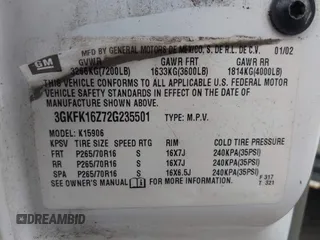 GM
MFD BY GENERAL MOTORS DE MEXICO, S. DE R.L. DE C.V. 01/02
GVWR GAWR FRT GAWR RR
3266KG(7200LB) 1633KG(3600LB) 1814KG(4000LB)
THIS VEHICLE CONFORMS TO ALL APPLICABLE U.S. FEDERAL MOTOR
VEHICLE SAFETY STANDARDS IN EFFECT ON THE DATE OF
MANUFACTURE SHOWN ABOVE.
3GKFK16Z72G235501 TYPE: M.P.V.
MODEL: K15906
KPSV TIRE SIZE SPEED RTG RIM COLD TIRE PRESSURE
FRT P265/70R16 S 16X7J 240KPA(35PSI)
RR P265/70R16 S 16X7J 240KPA(35PSI)
SPA P265/70R16 S 16X6.5J 240KPA(35PSI)
SEE OWNER'S MANUAL FOR MORE INFORMATION.
F 317
T 321
DREAMBID